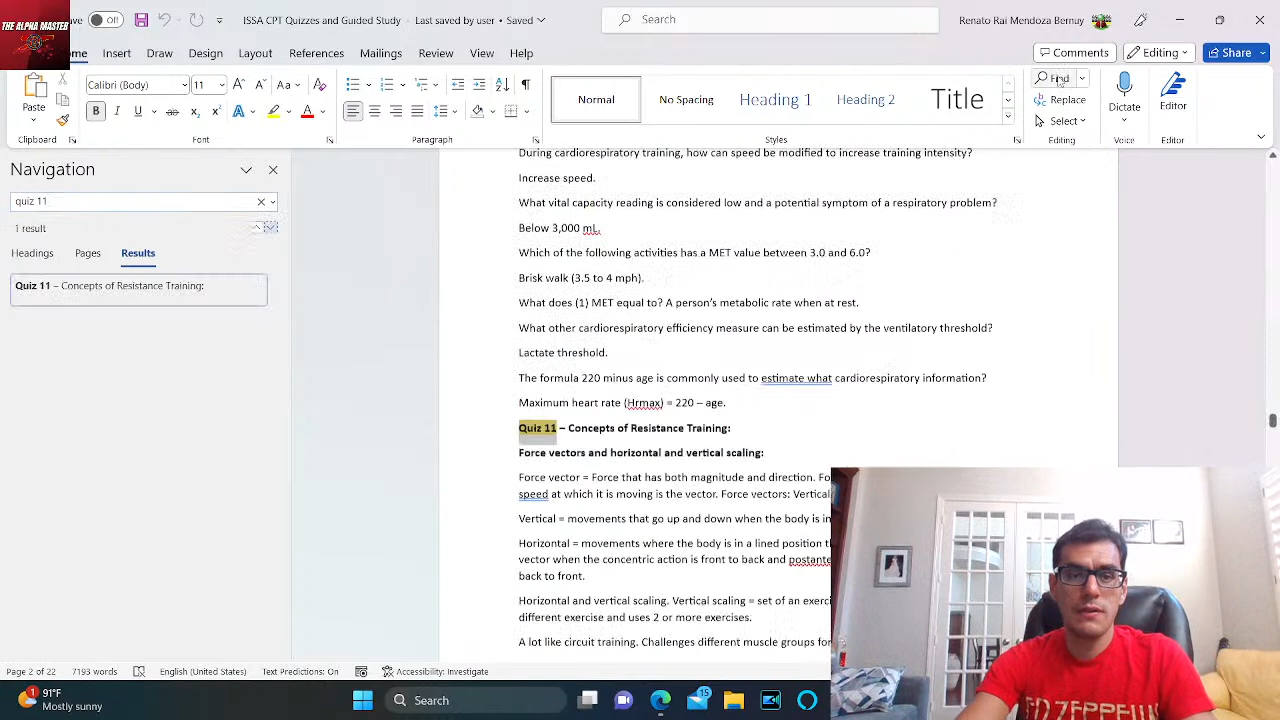 THE ALPHA MASTER
ve Off ISSA CPT Quizzes and Guided Study - Last saved by user • Saved Search Renato Rai Mendoza Bernuy
me Insert Draw Design Layout References Mailings Review View Help Comments Editing Share
Paste Calibri (Body) 11 Normal No Spacing Heading 1 Heading 2 Title Find Replace Select Dictate Editor
Clipboard Font Paragraph Styles Editing Voice Editor
Navigation
quiz 11
1 result
Headings Pages Results
Quiz 11 – Concepts of Resistance Training:
During cardiorespiratory training, how can speed be modified to increase training intensity?
Increase speed.
What vital capacity reading is considered low and a potential symptom of a respiratory problem?
Below 3,000 mL.
Which of the following activities has a MET value between 3.0 and 6.0?
Brisk walk (3.5 to 4 mph).
What does (1) MET equal to? A person's metabolic rate when at rest.
What other cardiorespiratory efficiency measure can be estimated by the ventilatory threshold?
Lactate threshold.
The formula 220 minus age is commonly used to estimate what cardiorespiratory information?
Maximum heart rate (Hrmax) = 220 – age.
Quiz 11 – Concepts of Resistance Training:
Force vectors and horizontal and vertical scaling:
Force vector = Force that has both magnitude and direction. Fo
speed at which it is moving is the vector. Force vectors: Vertical
Vertical = movements that go up and down when the body is in
Horizontal = movements where the body is in a lined position th
vector when the concentric action is front to back and postante
back to front.
Horizontal and vertical scaling. Vertical scaling = set of an exerci
different exercise and uses 2 or more exercises.
A lot like circuit training. Challenges different muscle groups for
Page 2 of 22 7193 words English (United States) Text Predictions: On Accessibility: Investigate
91°F
Mostly sunny
Search
15
LED ZEPPELIN